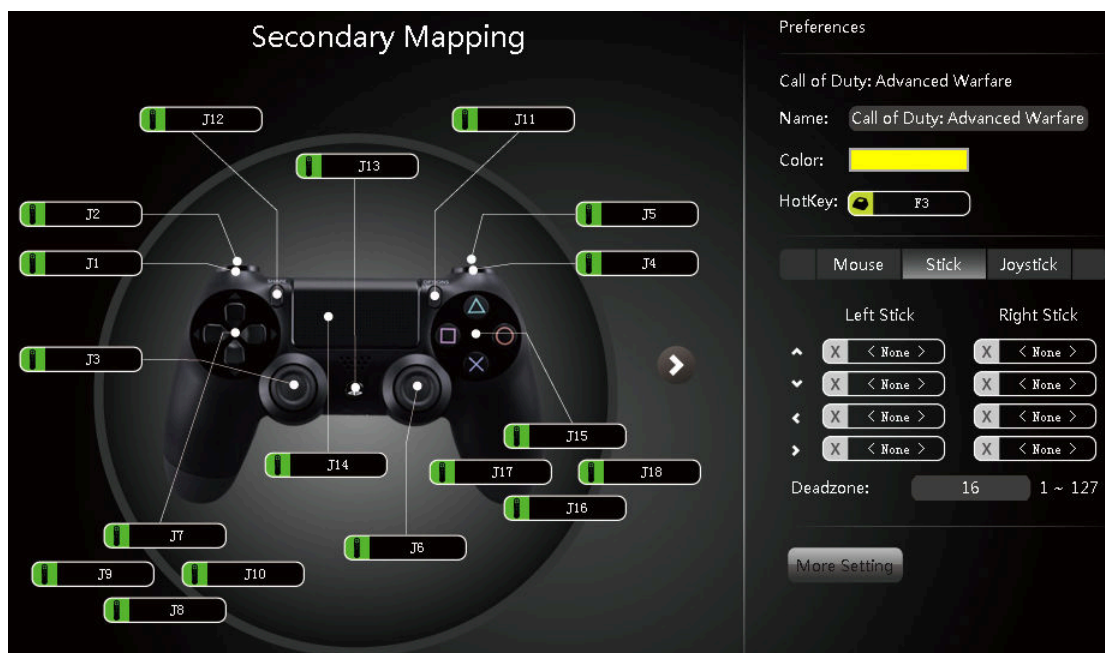 Secondary Mapping
J12
J11
J13
J2
J5
J1
J4
SHARE
OPTIONS
J3
J15
J14
J17
J18
J16
J7
J6
J9
J10
J8
Preferences
Call of Duty: Advanced Warfare
Name: Call of Duty: Advanced Warfare
Color:
HotKey: F3
Mouse Stick Joystick
Left Stick Right Stick
X < None > X < None >
X < None > X < None >
X < None > X < None >
X < None > X < None >
Deadzone: 16 1 ~ 127
More Setting